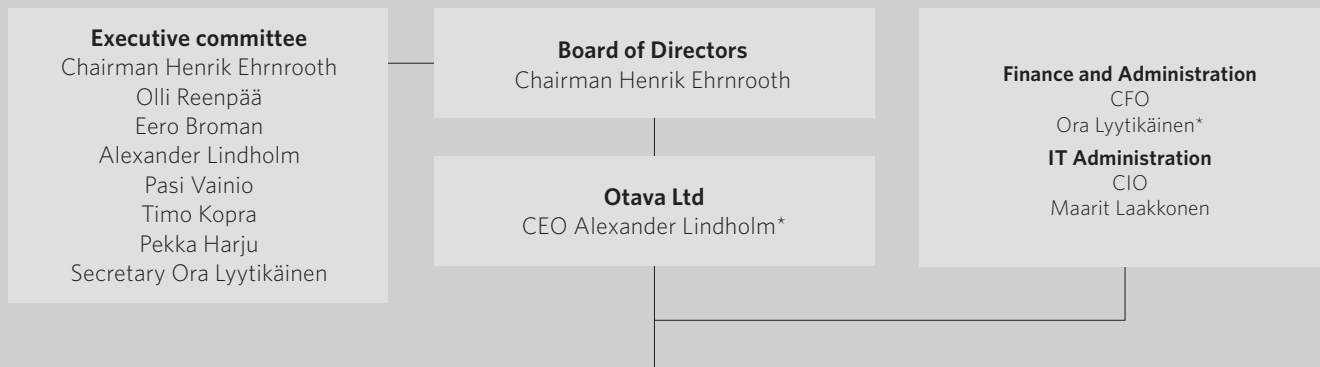 Executive committee
Chairman Henrik Ehrnrooth
Olli Reenpää
Eero Broman
Alexander Lindholm
Pasi Vainio
Timo Kopra
Pekka Harju
Secretary Ora Lyytikäinen
Board of Directors
Chairman Henrik Ehrnrooth
Otava Ltd
CEO Alexander Lindholm*
Finance and Administration
CFO
Ora Lyytikäinen*
IT Administration
CIO
Maarit Laakkonen